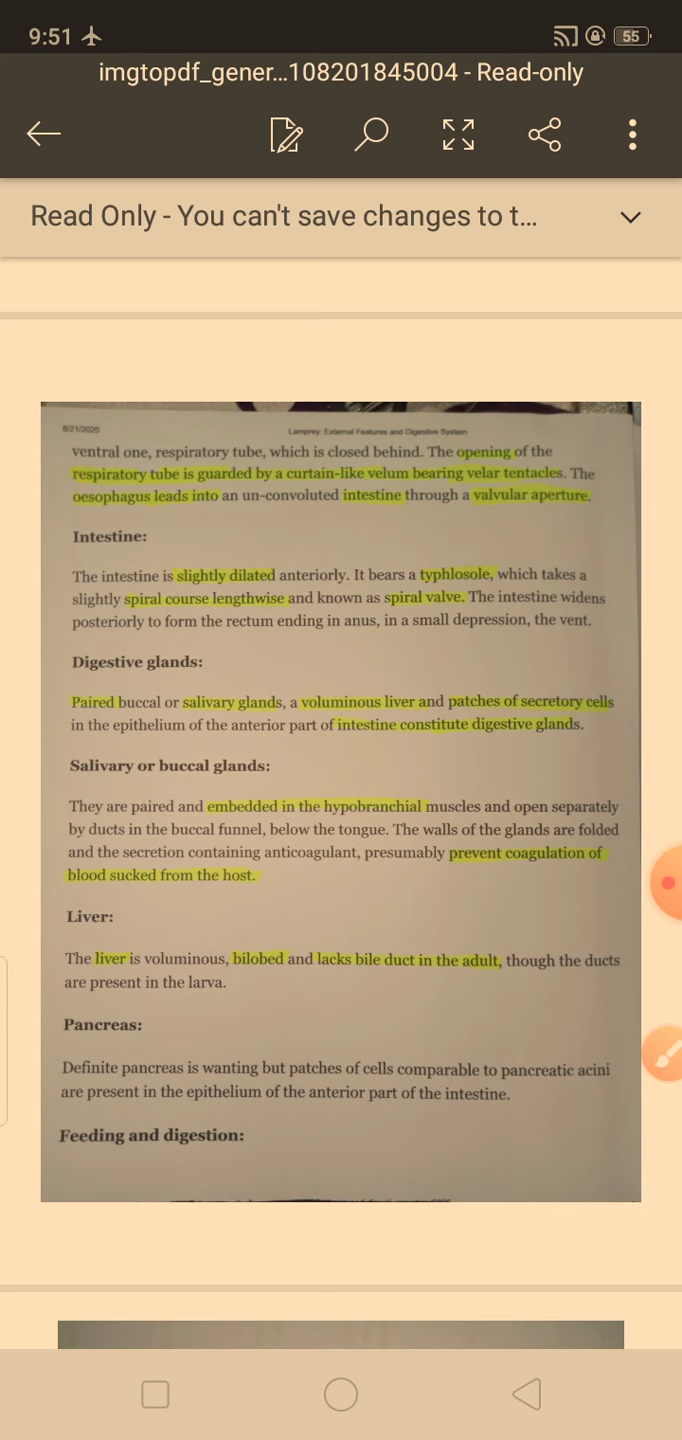 9:51
55
imgtopdf_gener...108201845004 - Read-only
Read Only - You can't save changes to t...
8/21/2020
Lamprey: External Features and Digestive System
ventral one, respiratory tube, which is closed behind. The opening of the
respiratory tube is guarded by a curtain-like velum bearing velar tentacles. The
oesophagus leads into an un-convoluted intestine through a valvular aperture.
Intestine:
The intestine is slightly dilated anteriorly. It bears a typhlosole, which takes a
slightly spiral course lengthwise and known as spiral valve. The intestine widens
posteriorly to form the rectum ending in anus, in a small depression, the vent.
Digestive glands:
Paired buccal or salivary glands, a voluminous liver and patches of secretory cells
in the epithelium of the anterior part of intestine constitute digestive glands.
Salivary or buccal glands:
They are paired and embedded in the hypobranchial muscles and open separately
by ducts in the buccal funnel, below the tongue. The walls of the glands are folded
and the secretion containing anticoagulant, presumably prevent coagulation of
blood sucked from the host.
Liver:
The liver is voluminous, bilobed and lacks bile duct in the adult, though the ducts
are present in the larva.
Pancreas:
Definite pancreas is wanting but patches of cells comparable to pancreatic acini
are present in the epithelium of the anterior part of the intestine.
Feeding and digestion: